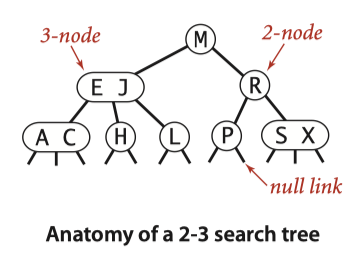 3-node
2-node
M
E J
R
A C
H
L
P
S X
null link
Anatomy of a 2-3 search tree